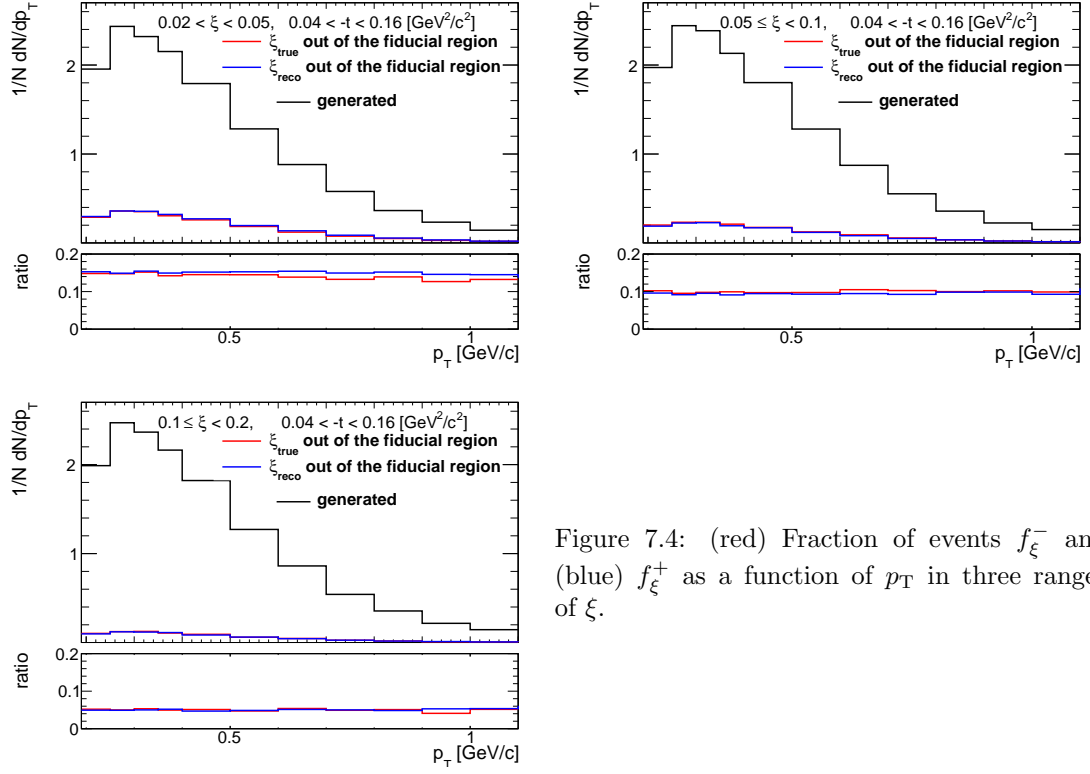 0.02 < ξ < 0.05, 0.04 < -t < 0.16 [GeV²/c²]
ξ_true out of the fiducial region
ξ_reco out of the fiducial region
generated
1/N dN/dp_T
2
1
ratio
0.2
0.1
0
0.5
1
p_T [GeV/c]
0.05 ≤ ξ < 0.1, 0.04 < -t < 0.16 [GeV²/c²]
ξ_true out of the fiducial region
ξ_reco out of the fiducial region
generated
1/N dN/dp_T
2
1
ratio
0.2
0.1
0
0.5
1
p_T [GeV/c]
0.1 ≤ ξ < 0.2, 0.04 < -t < 0.16 [GeV²/c²]
ξ_true out of the fiducial region
ξ_reco out of the fiducial region
generated
1/N dN/dp_T
2
1
ratio
0.2
0.1
0
0.5
1
p_T [GeV/c]
Figure 7.4: (red) Fraction of events f_ξ^− an
(blue) f_ξ^+ as a function of p_T in three range
of ξ.